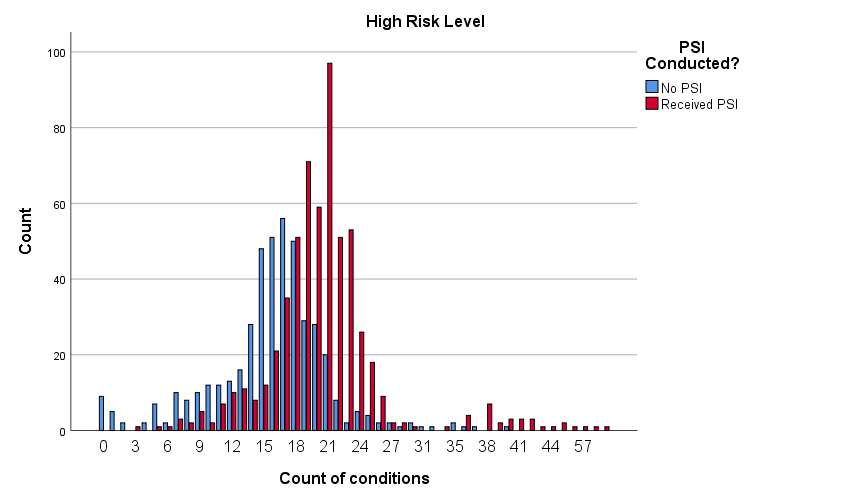 High Risk Level
PSI
Conducted?
No PSI
Received PSI
100
80
60
40
20
0
Count
0 3 6 9 12 15 18 21 24 27 31 35 38 41 44 57
Count of conditions